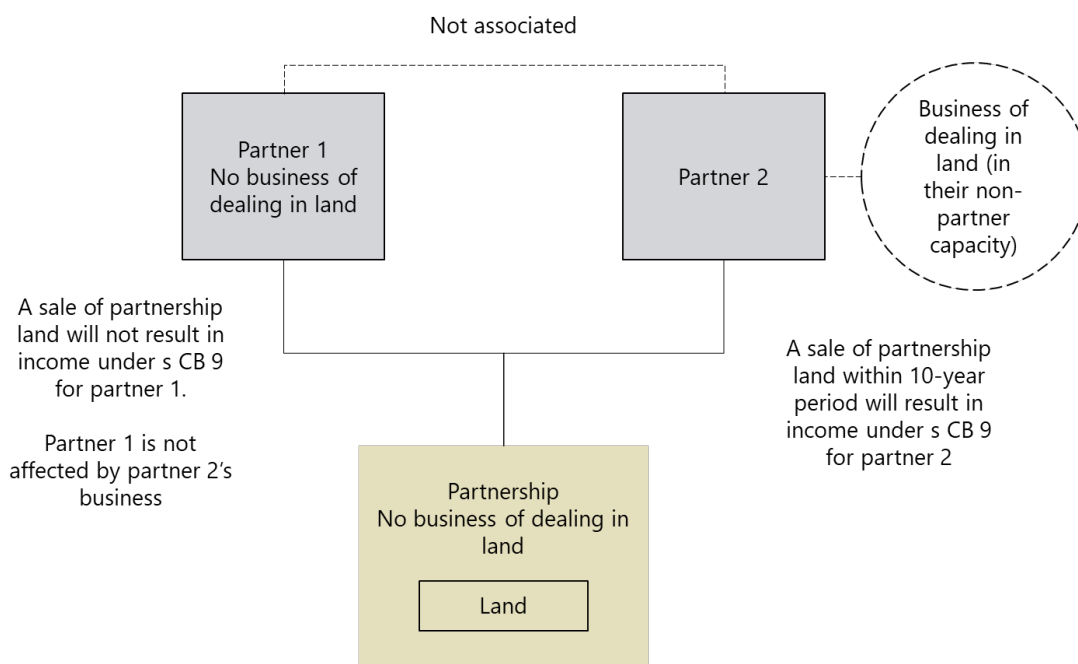 Not associated
Partner 1
No business of
dealing in land
Partner 2
Business of
dealing in
land (in
their non-
partner
capacity)
A sale of partnership
land will not result in
income under s CB 9
for partner 1.
Partner 1 is not
affected by partner 2's
business
A sale of partnership
land within 10-year
period will result in
income under s CB 9
for partner 2
Partnership
No business of dealing in
land
Land